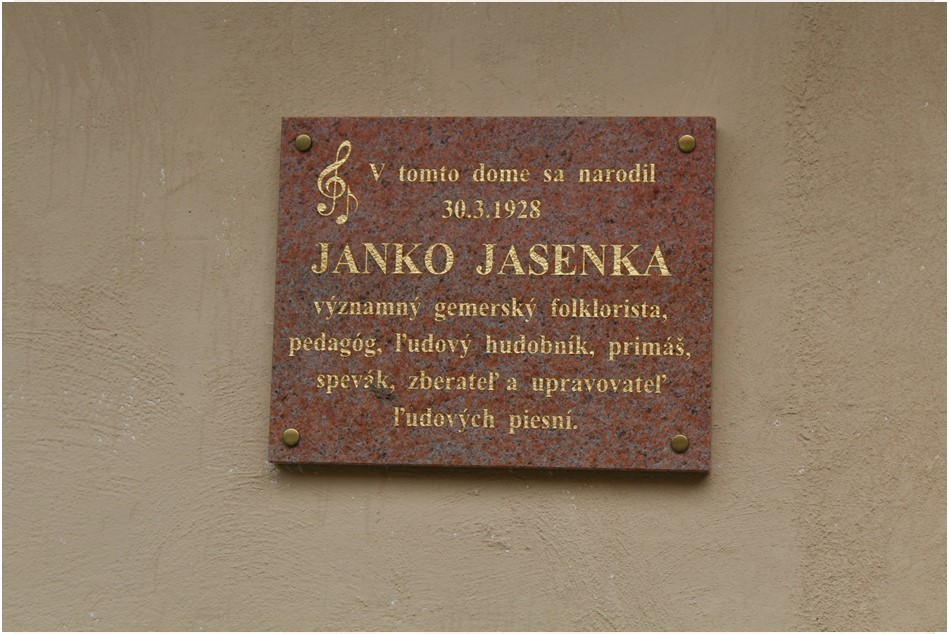 V tomto dome sa narodil
30.3.1928
JANKO JASENKA
významný gemerský folklorista,
pedagóg, ľudový hudobník, primáš,
spevák, zberateľ a upravovateľ
ľudových piesní.